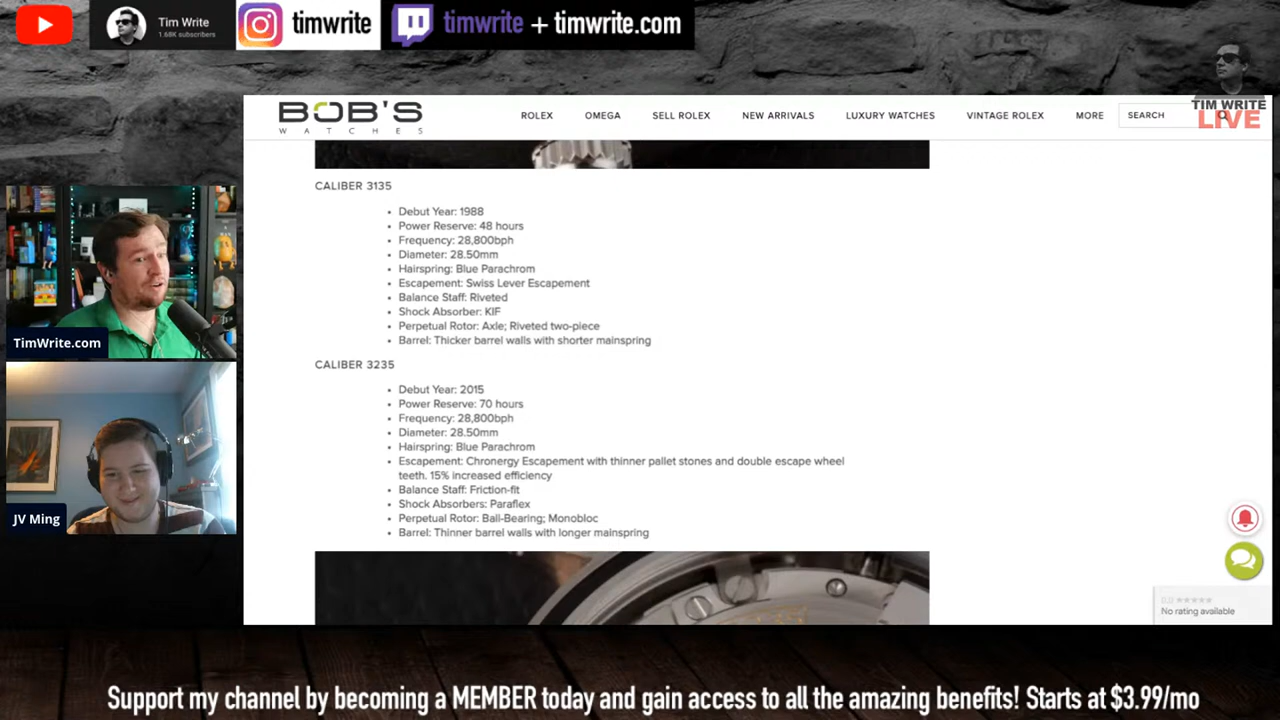 Tim Write
1.68K subscribers
timwrite
timwrite + timwrite.com
TIM WRITE
LIVE
BOB'S
WATCHES
ROLEX
OMEGA
SELL ROLEX
NEW ARRIVALS
LUXURY WATCHES
VINTAGE ROLEX
MORE
SEARCH
CALIBER 3135
• Debut Year: 1988
• Power Reserve: 48 hours
• Frequency: 28,800bph
• Diameter: 28.50mm
• Hairspring: Blue Parachrom
• Escapement: Swiss Lever Escapement
• Balance Staff: Riveted
• Shock Absorber: KIF
• Perpetual Rotor: Axle; Riveted two-piece
• Barrel: Thicker barrel walls with shorter mainspring
CALIBER 3235
• Debut Year: 2015
• Power Reserve: 70 hours
• Frequency: 28,800bph
• Diameter: 28.50mm
• Hairspring: Blue Parachrom
• Escapement: Chronergy Escapement with thinner pallet stones and double escape wheel
teeth. 15% increased efficiency
• Balance Staff: Friction-fit
• Shock Absorbers: Paraflex
• Perpetual Rotor: Ball-Bearing; Monobloc
• Barrel: Thinner barrel walls with longer mainspring
TimWrite.com
JV Ming
0.0 ★★★★★
No rating available
Support my channel by becoming a MEMBER today and gain access to all the amazing benefits! Starts at $3.99/mo